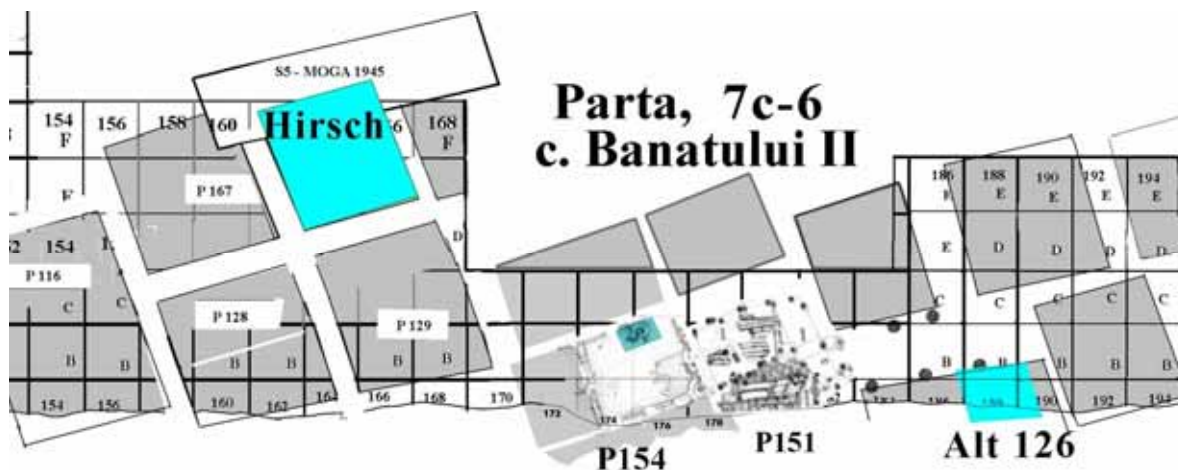 S5 - MOGA 1945
Parta, 7c-6
c. Banatului II
154 156 158 160 Hirsch 168
F F
P 167
186 188 190 192 194
E E E E
F D E D D D D
154
P 116
C C C C C C
P 128 P 129
B B B B B B B B B
154 156 160 162 166 168 170 172 174 176 178 186 190 192 194
P154 P151 Alt 126